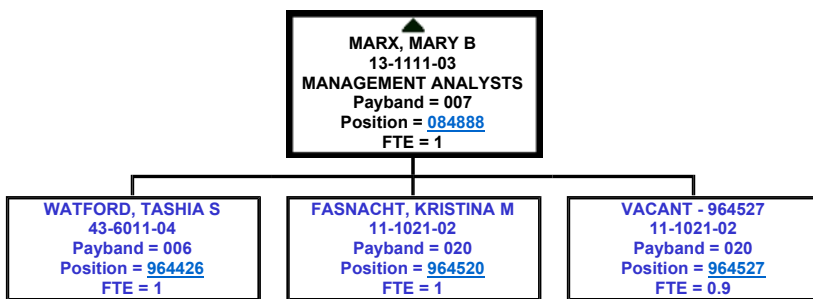 MARX, MARY B
13-1111-03
MANAGEMENT ANALYSTS
Payband = 007
Position = 084888
FTE = 1
WATFORD, TASHIA S
43-6011-04
Payband = 006
Position = 964426
FTE = 1
FASNACHT, KRISTINA M
11-1021-02
Payband = 020
Position = 964520
FTE = 1
VACANT - 964527
11-1021-02
Payband = 020
Position = 964527
FTE = 0.9